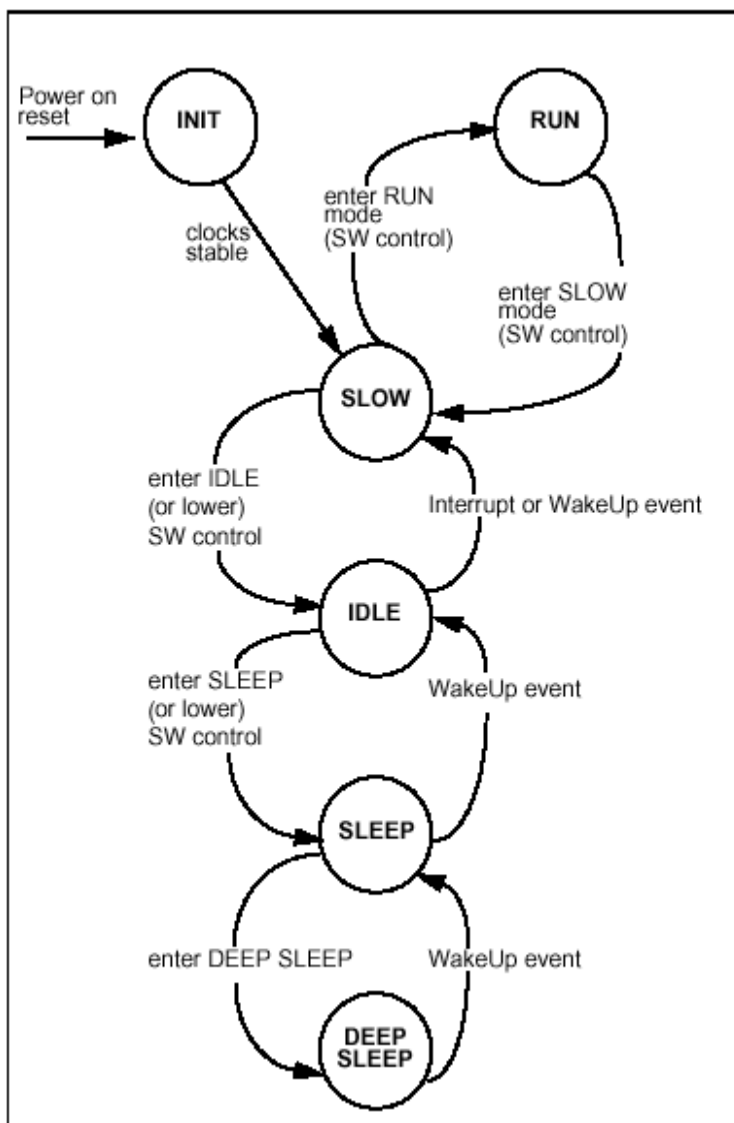 Power on
reset
INIT
RUN
enter RUN
mode
(SW control)
clocks
stable
enter SLOW
mode
(SW control)
SLOW
enter IDLE
(or lower)
SW control
Interrupt or WakeUp event
IDLE
enter SLEEP
(or lower)
SW control
WakeUp event
SLEEP
enter DEEP SLEEP
WakeUp event
DEEP
SLEEP